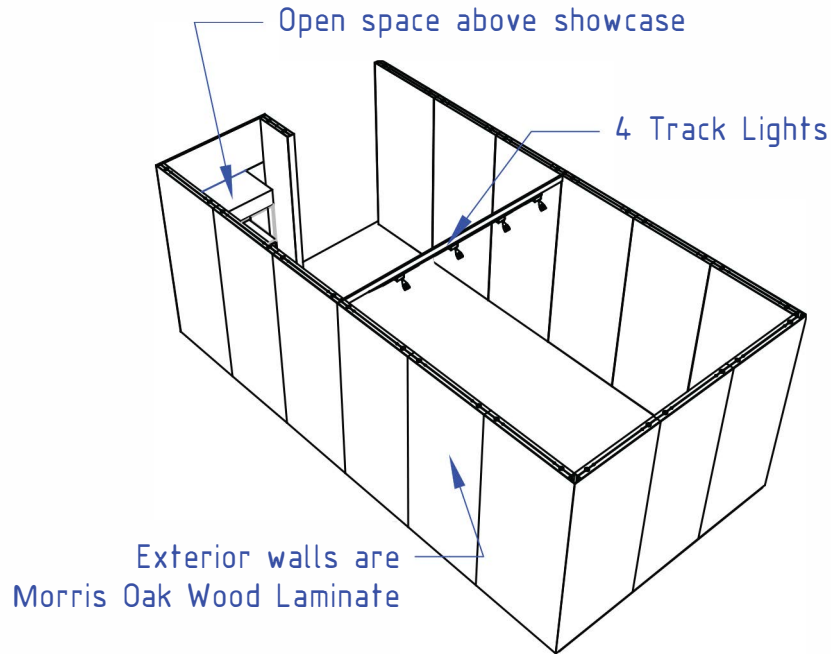 Open space above showcase
4 Track Lights
Exterior walls are
Morris Oak Wood Laminate